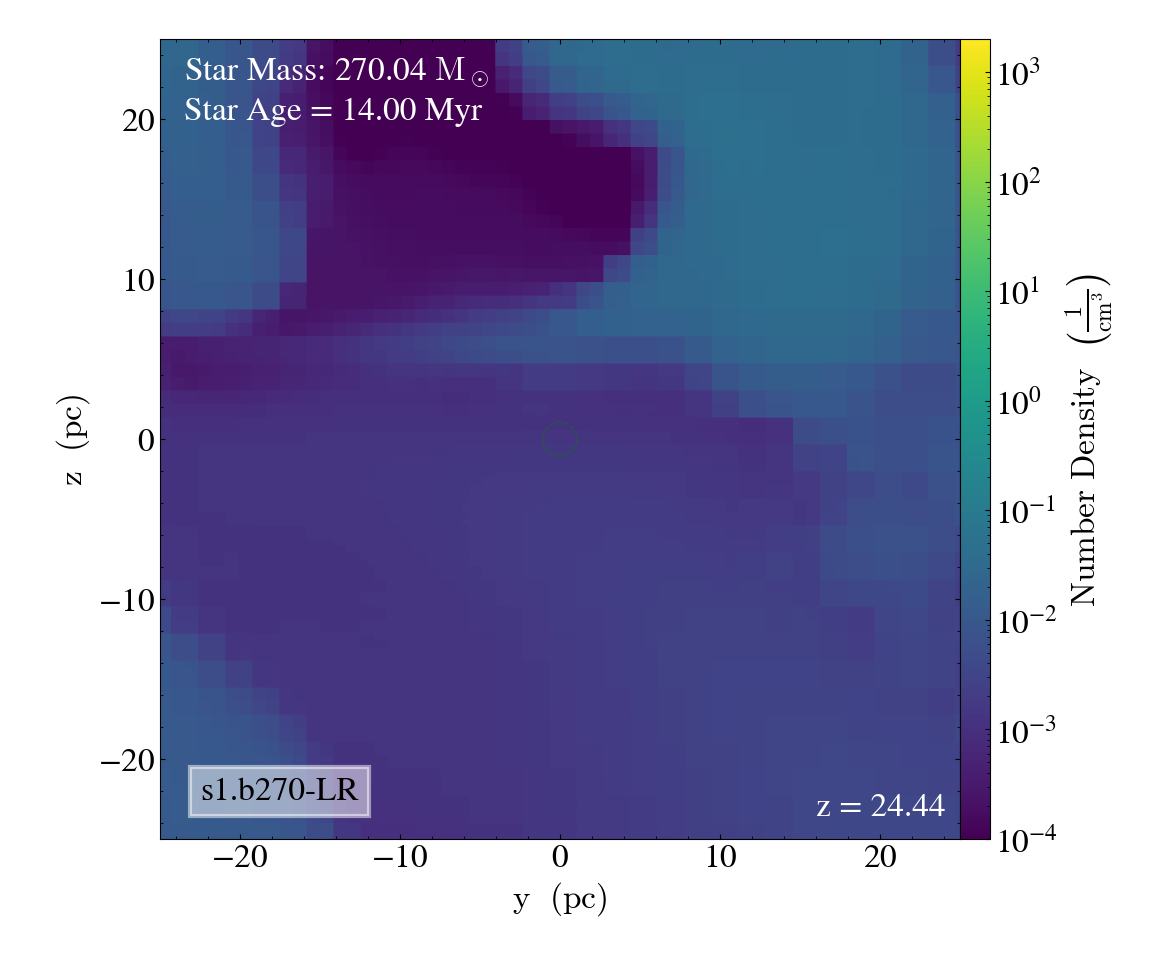 Star Mass: 270.04 M⊙
Star Age = 14.00 Myr
20
10
0
−10
−20
z (pc)
s1.b270-LR
z = 24.44
−20 −10 0 10 20
y (pc)
10³
10²
10¹
10⁰
10⁻¹
10⁻²
10⁻³
10⁻⁴
Number Density (1/cm³)